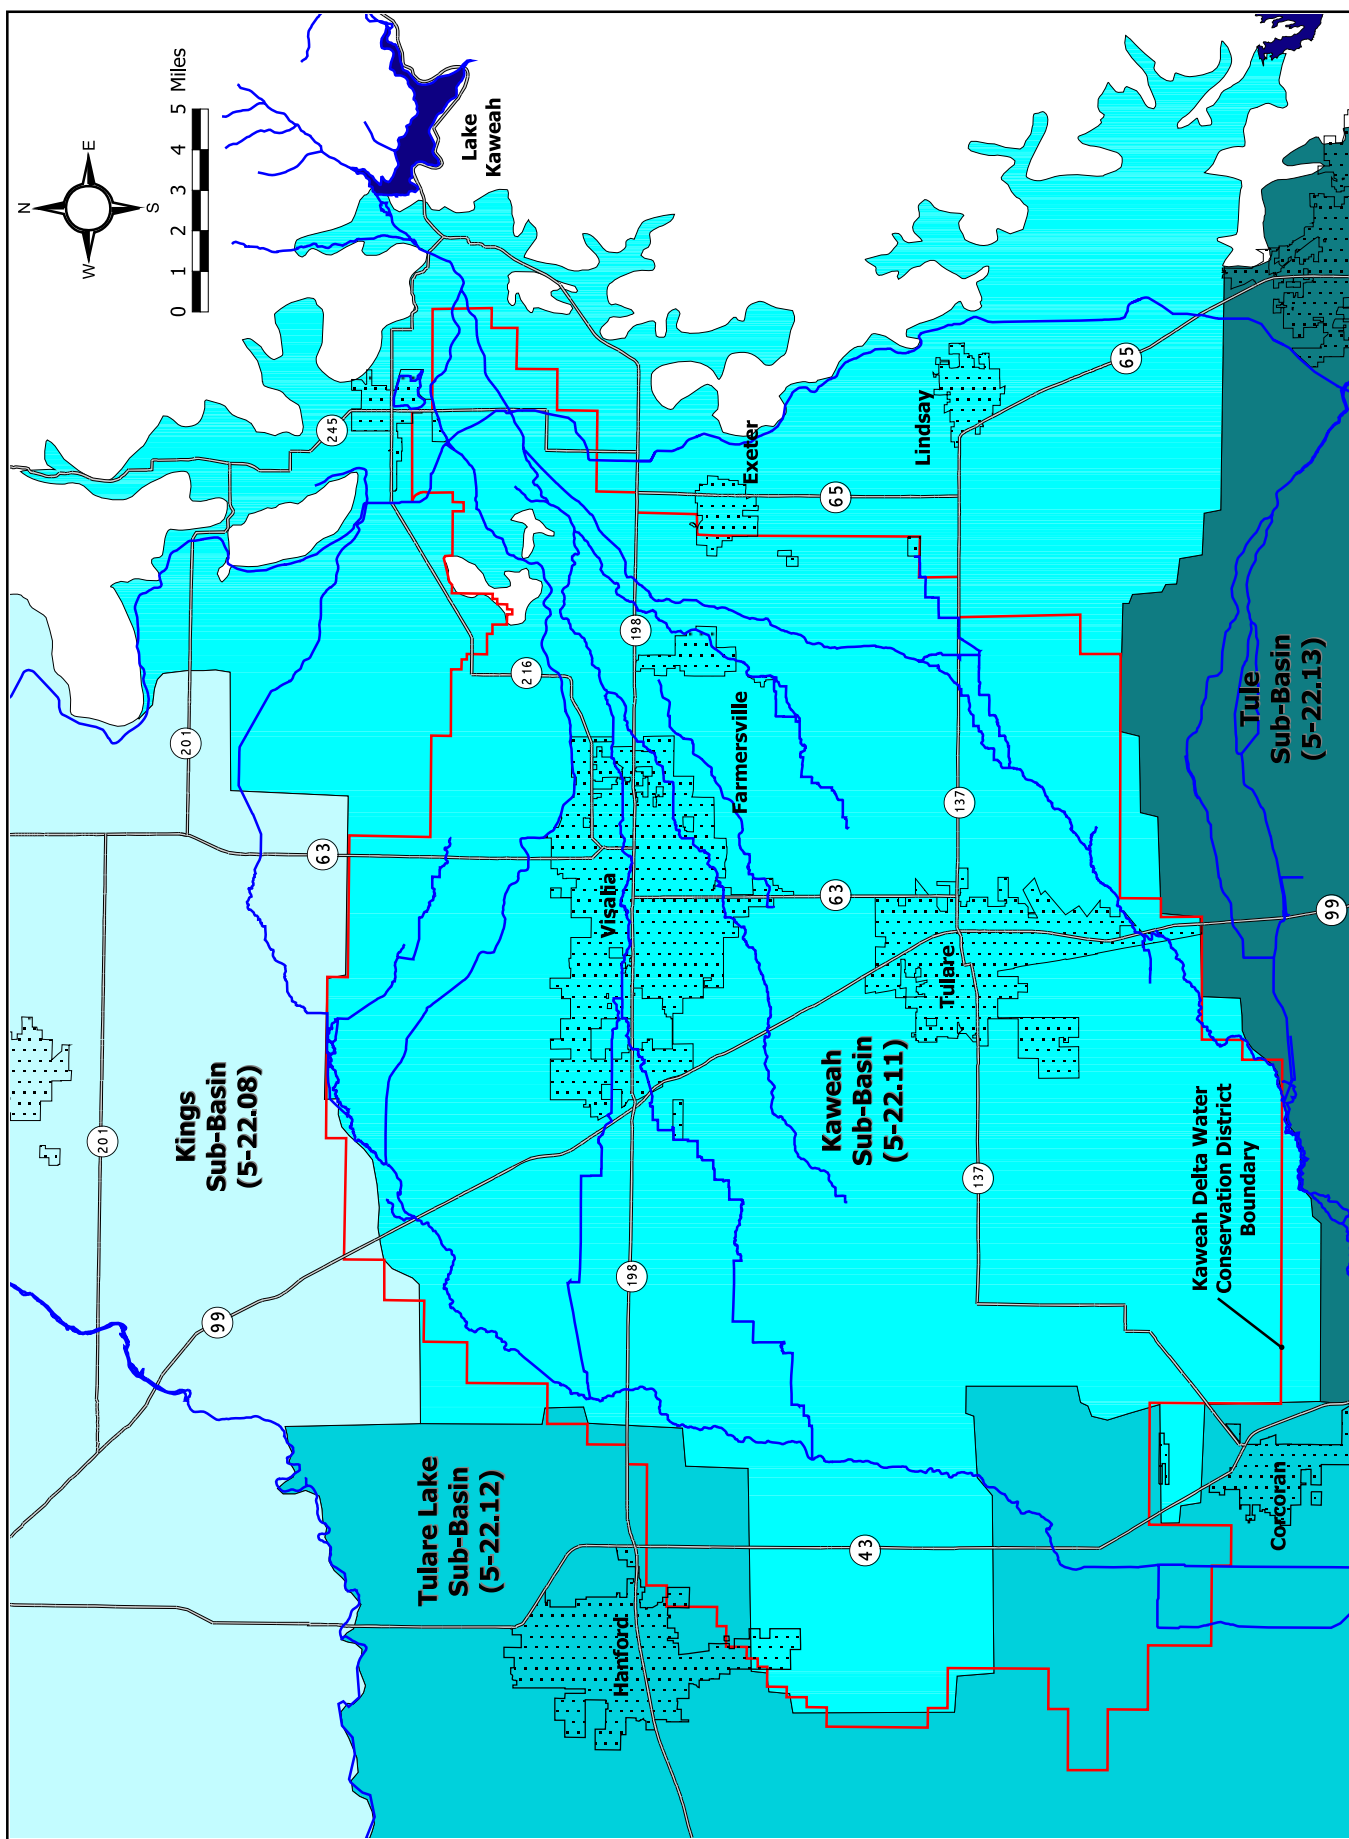 N
W
E
S
0 1 2 3 4 5 Miles
Lake
Kaweah
245
201
216
198
65
65
Exeter
Lindsay
63
Visalia
Farmersville
137
63
Tulare
Tule
Sub-Basin
(5-22.13)
99
Kings
Sub-Basin
(5-22.08)
201
Kaweah
Sub-Basin
(5-22.11)
137
198
99
Kaweah Delta Water
Conservation District
Boundary
Tulare Lake
Sub-Basin
(5-22.12)
43
Corcoran
Hanford